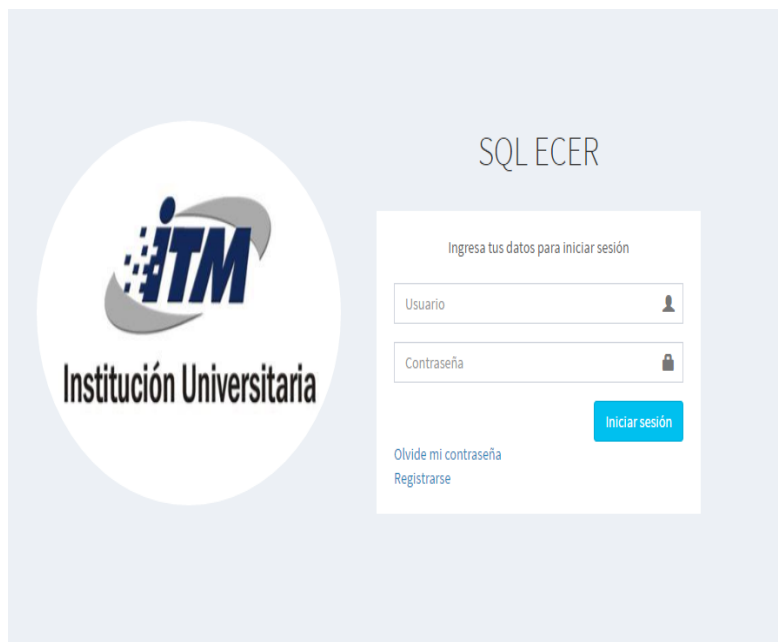 ITM
Institución Universitaria
SQL ECER
Ingresa tus datos para iniciar sesión
Usuario
Contraseña
Iniciar sesión
Olvide mi contraseña
Registrarse